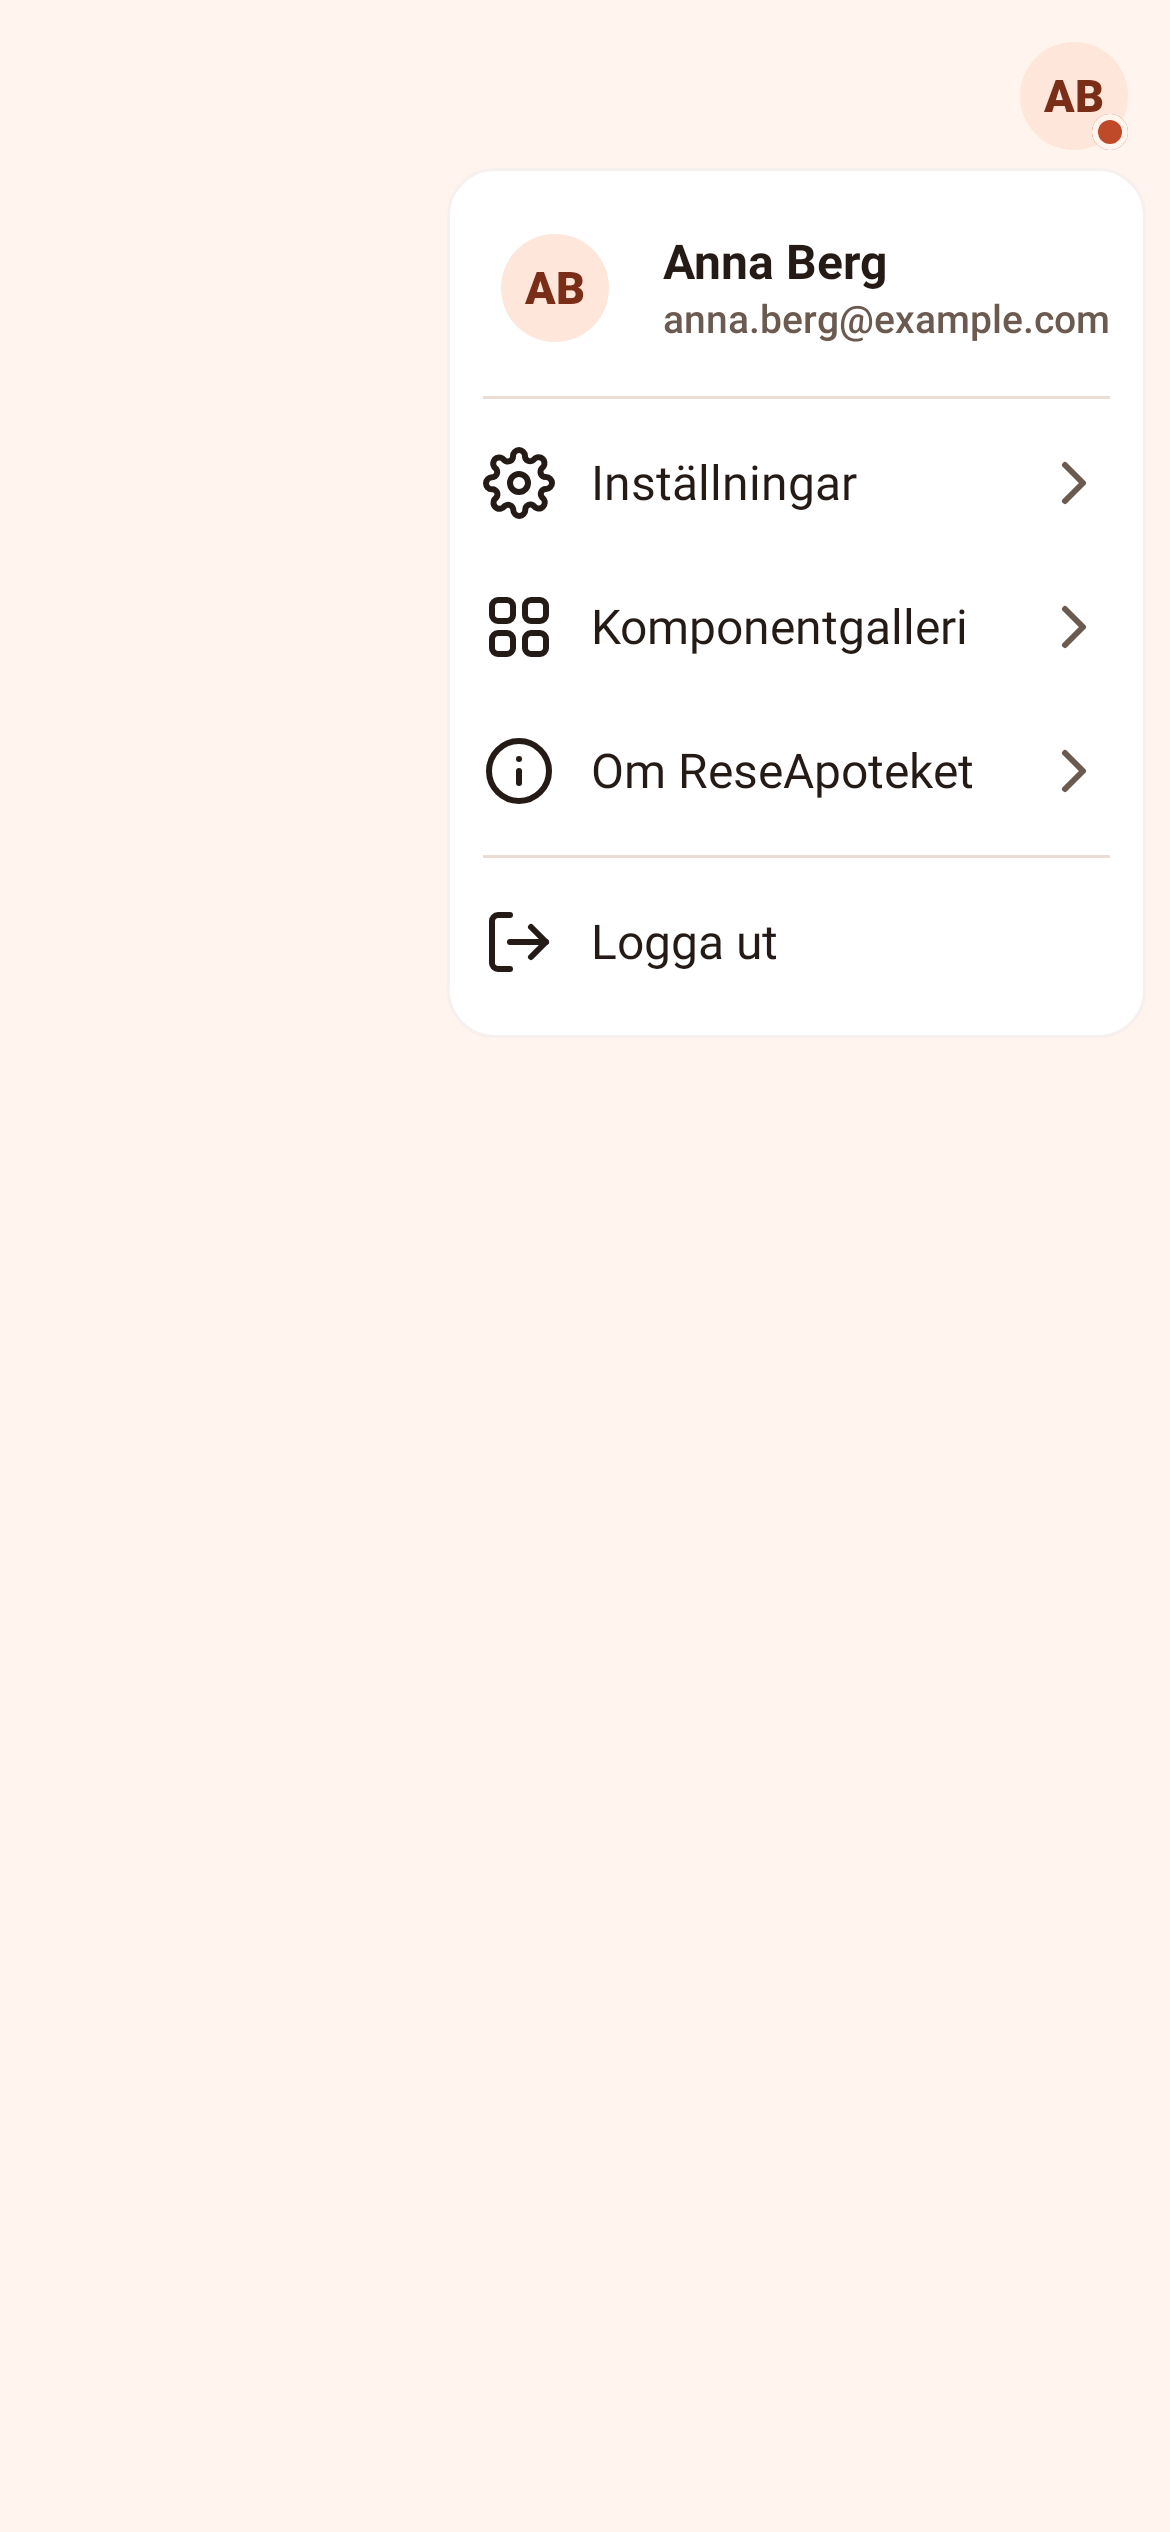 AB
AB
Anna Berg
anna.berg@example.com
Inställningar
Komponentgalleri
Om ReseApoteket
Logga ut